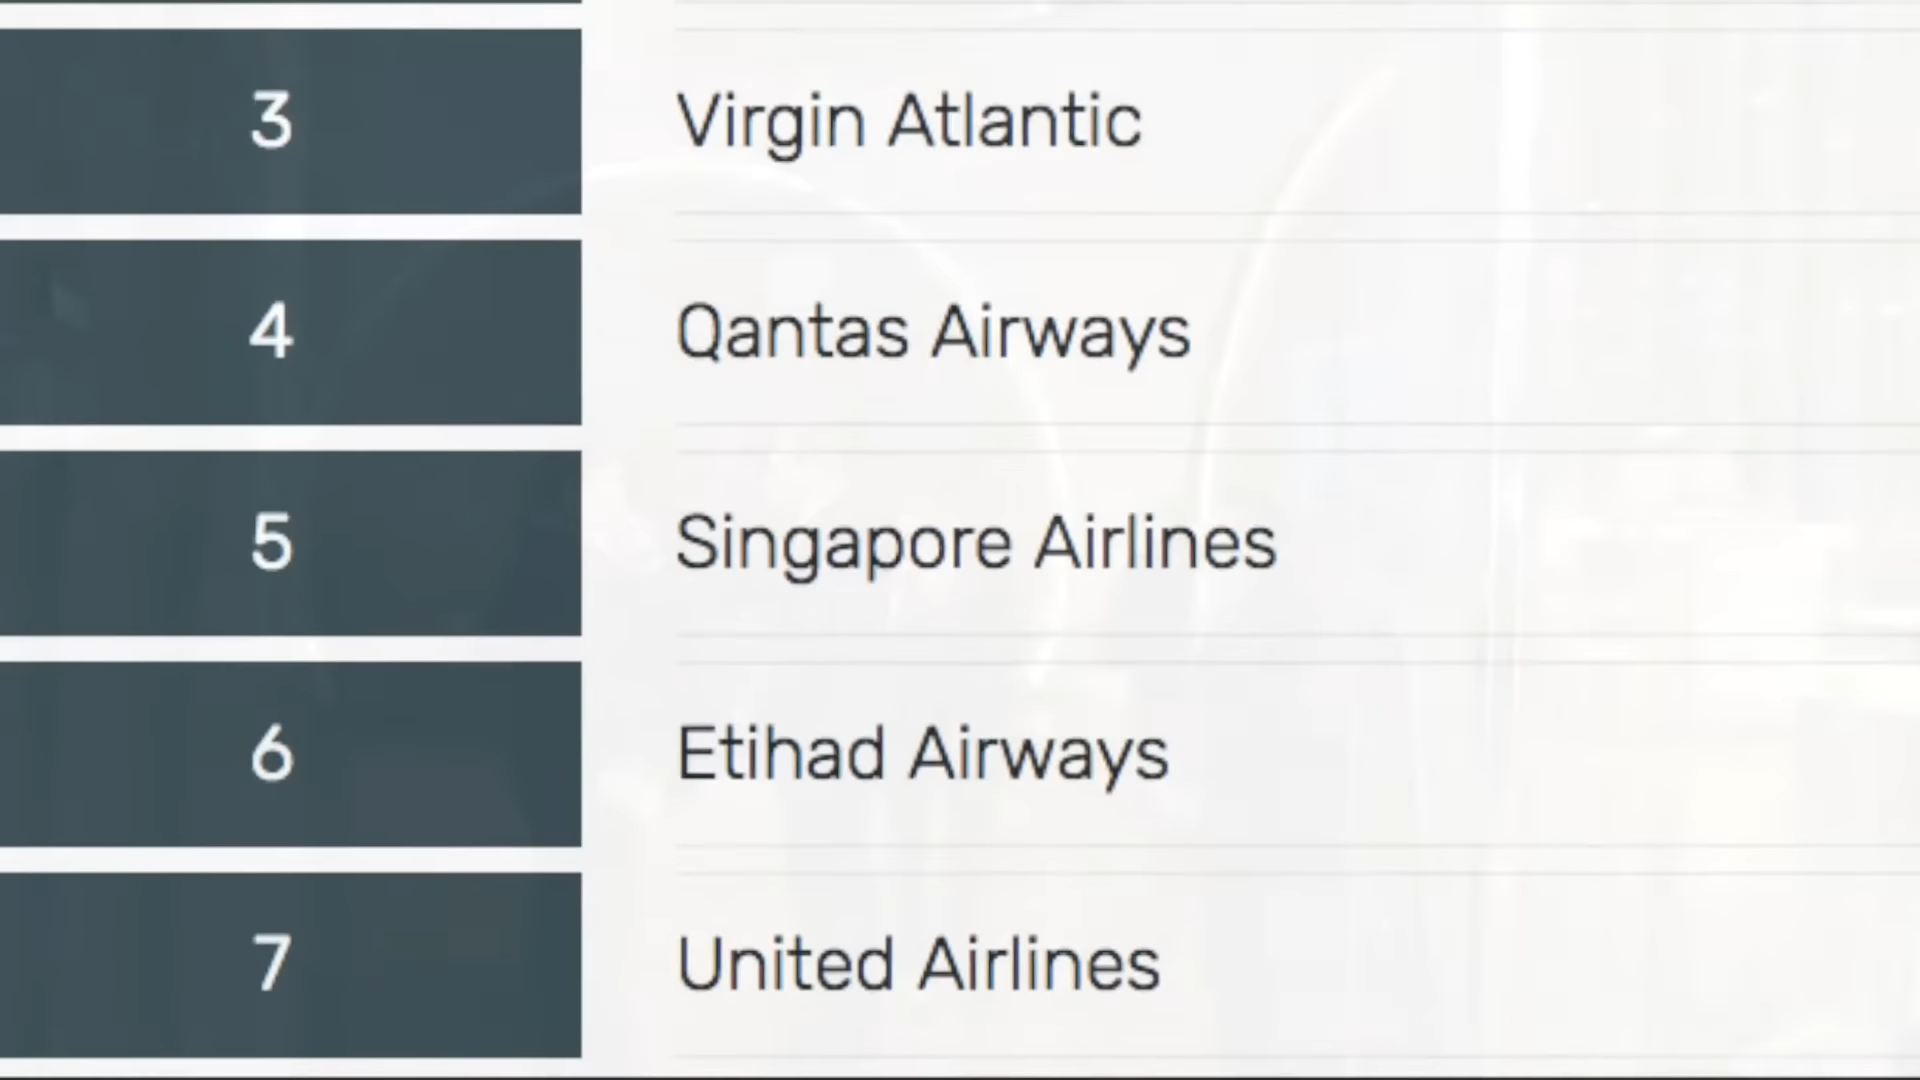 3 Virgin Atlantic
4 Qantas Airways
5 Singapore Airlines
6 Etihad Airways
7 United Airlines